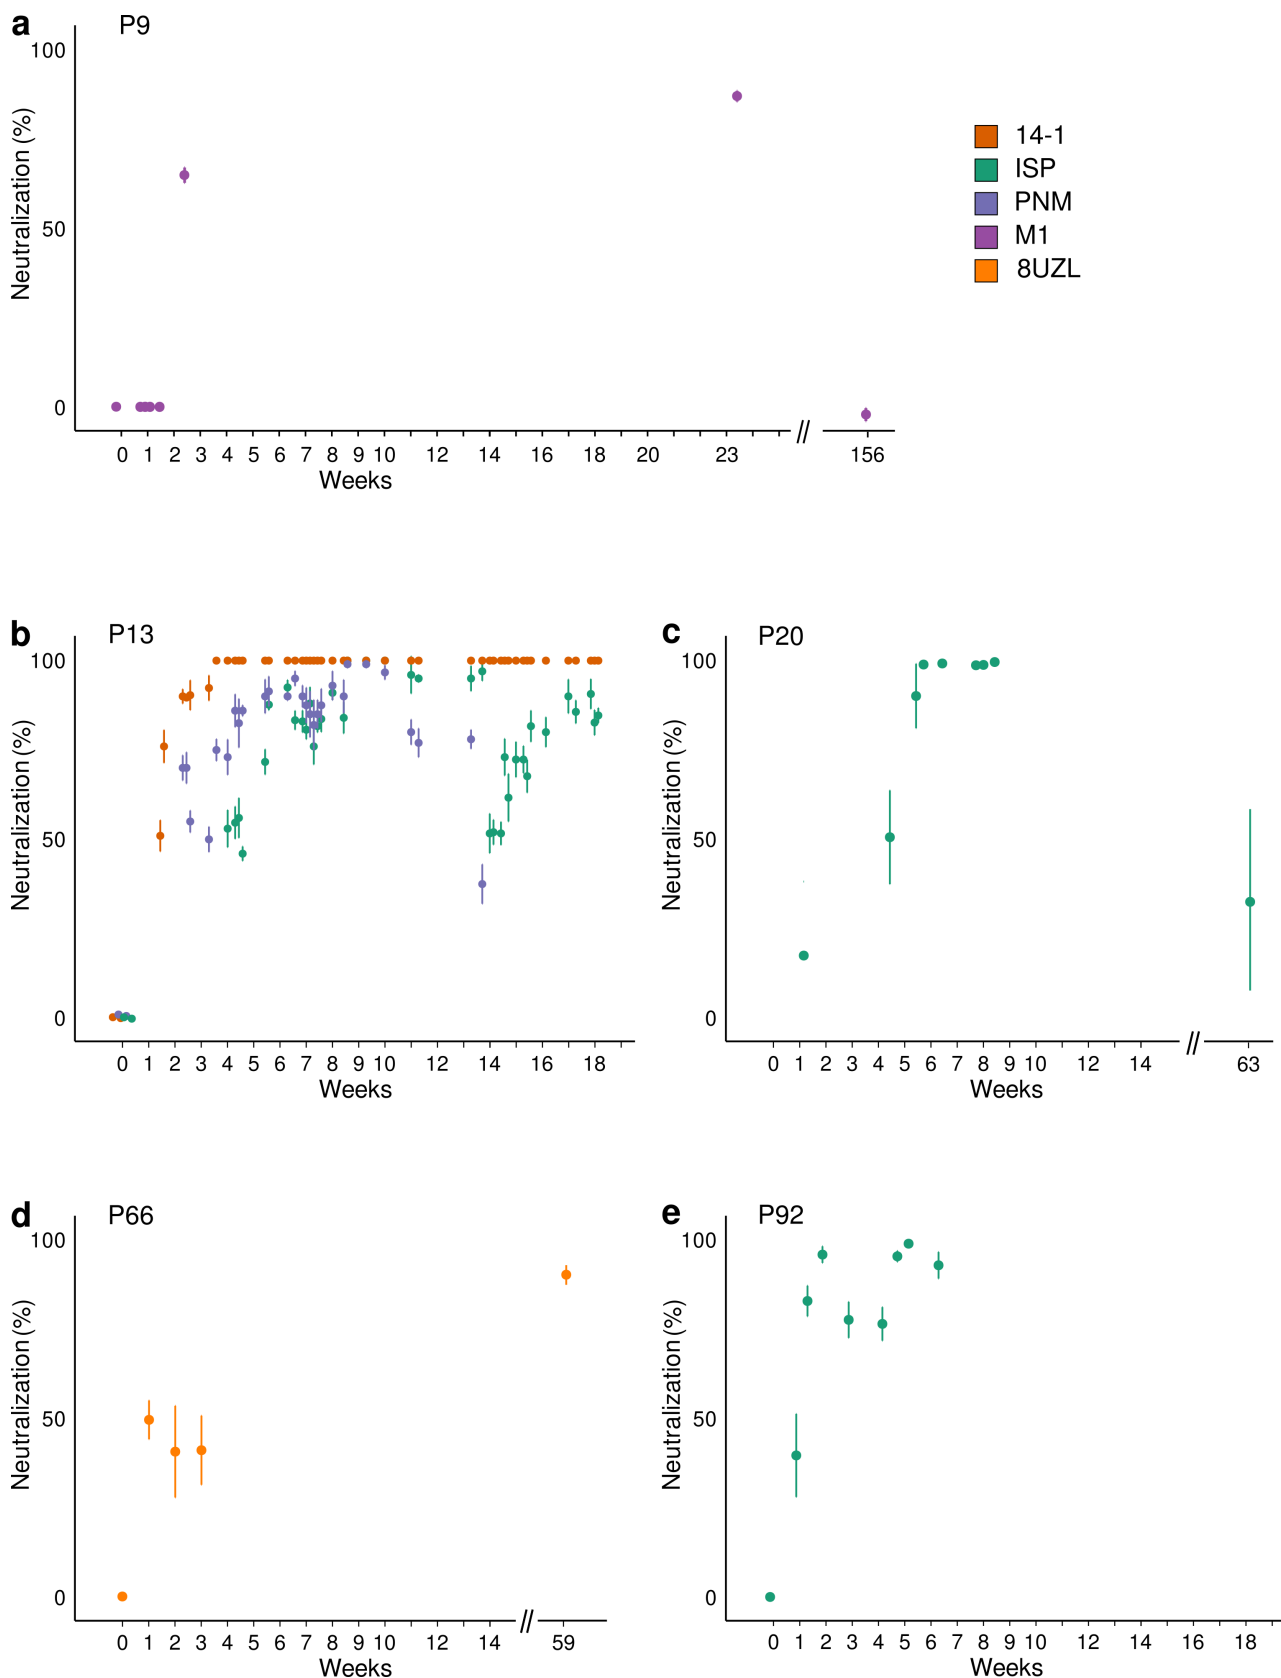 a P9
100
50
0
Neutralization (%)
0 1 2 3 4 5 6 7 8 9 10 12 14 16 18 20 23 // 156
Weeks
14-1
ISP
PNM
M1
8UZL
b P13
100
50
0
Neutralization (%)
0 1 2 3 4 5 6 7 8 9 10 12 14 16 18
Weeks
c P20
100
50
0
Neutralization (%)
0 1 2 3 4 5 6 7 8 9 10 12 14 // 63
Weeks
d P66
100
50
0
Neutralization (%)
0 1 2 3 4 5 6 7 8 9 10 12 14 // 59
Weeks
e P92
100
50
0
Neutralization (%)
0 1 2 3 4 5 6 7 8 9 10 12 14 16 18
Weeks